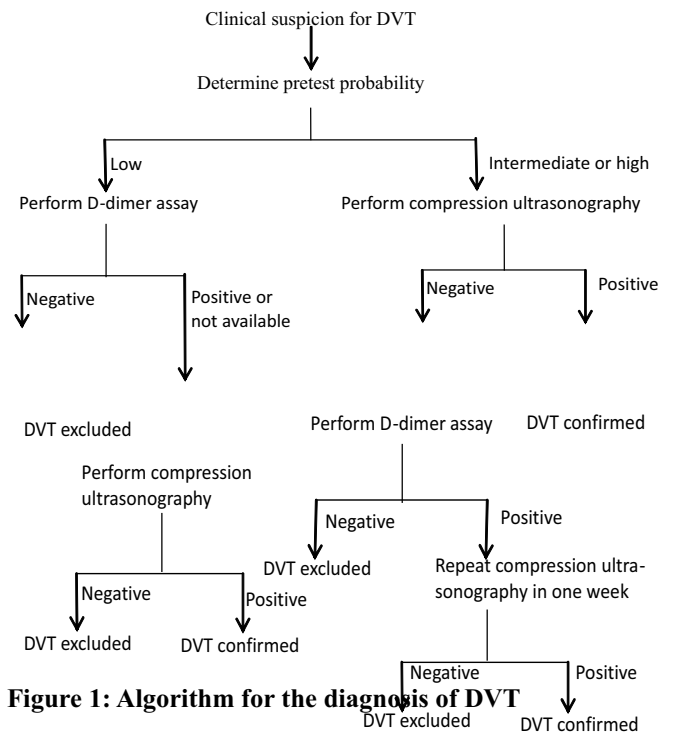 Clinical suspicion for DVT
Determine pretest probability
Low
Intermediate or high
Perform D-dimer assay
Perform compression ultrasonography
Negative
Positive or
not available
Negative
Positive
DVT excluded
Perform D-dimer assay
DVT confirmed
Perform compression
ultrasonography
Negative
Positive
DVT excluded
Repeat compression ultra-
sonography in one week
Negative
Positive
DVT excluded
DVT confirmed
Negative
Positive
Figure 1: Algorithm for the diagnosis of DVT
DVT excluded
DVT confirmed